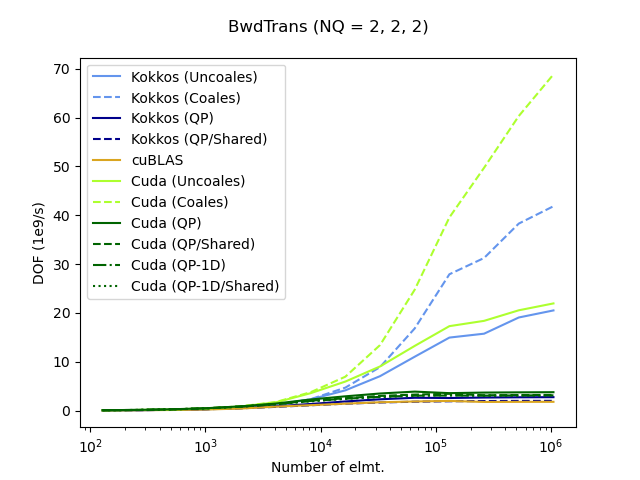 BwdTrans (NQ = 2, 2, 2)
DOF (1e9/s)
70
60
50
40
30
20
10
0
Kokkos (Uncoales)
Kokkos (Coales)
Kokkos (QP)
Kokkos (QP/Shared)
cuBLAS
Cuda (Uncoales)
Cuda (Coales)
Cuda (QP)
Cuda (QP/Shared)
Cuda (QP-1D)
Cuda (QP-1D/Shared)
10² 10³ 10⁴ 10⁵ 10⁶
Number of elmt.